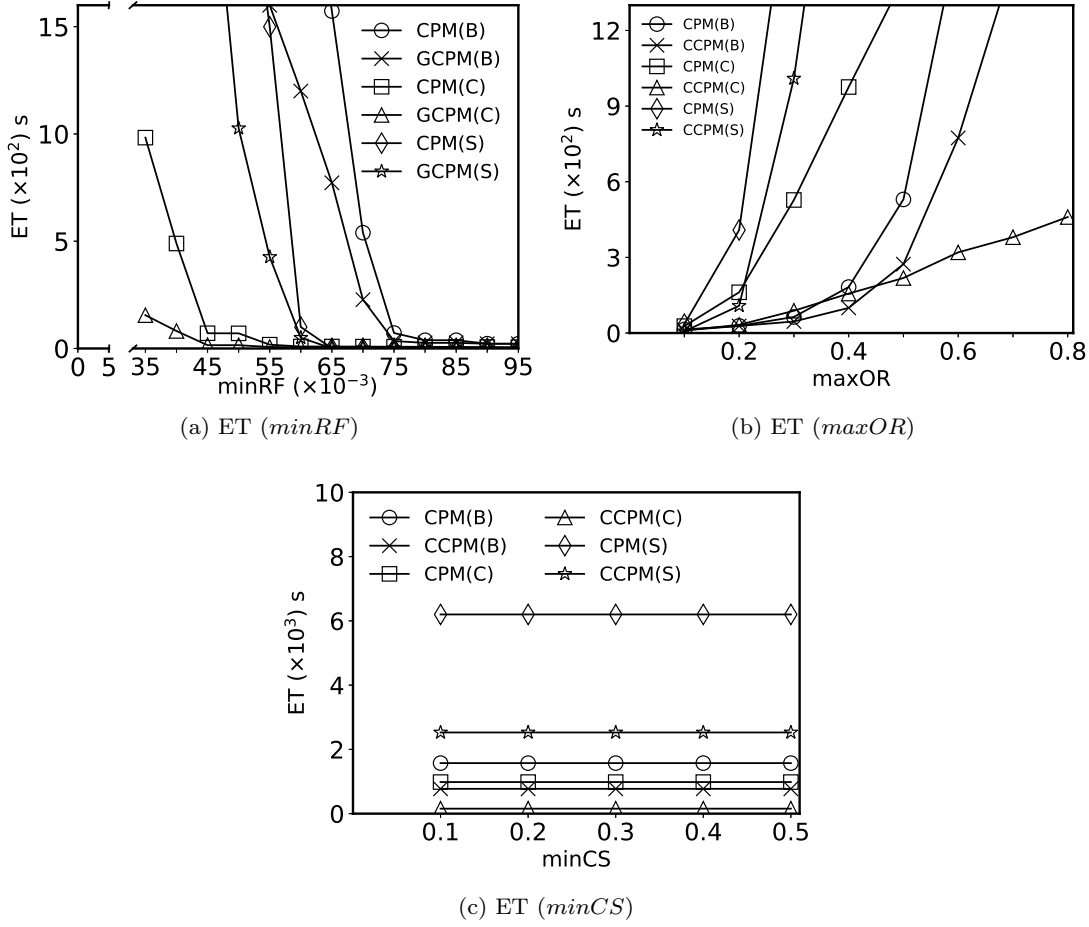 15
10
5
0
ET (×10²) s
CPM(B)
GCPM(B)
CPM(C)
GCPM(C)
CPM(S)
GCPM(S)
0 5 35 45 55 65 75 85 95
minRF (×10⁻³)
(a) ET (minRF)
12
9
6
3
0
ET (×10²) s
CPM(B)
CCPM(B)
CPM(C)
CCPM(C)
CPM(S)
CCPM(S)
0.2 0.4 0.6 0.8
maxOR
(b) ET (maxOR)
10
8
6
4
2
0
ET (×10³) s
CPM(B) CCPM(C)
CCPM(B) CPM(S)
CPM(C) CCPM(S)
0.1 0.2 0.3 0.4 0.5
minCS
(c) ET (minCS)